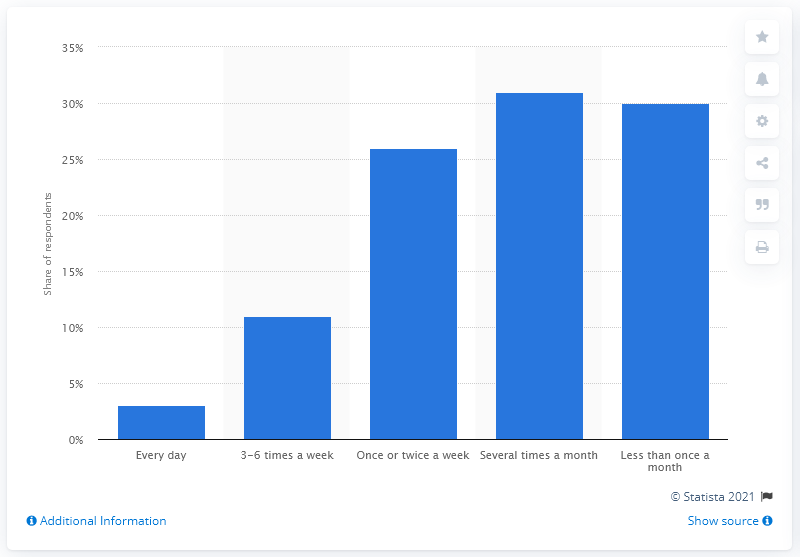 35%
30%
25%
20%
15%
10%
5%
0%
Share of respondents
Every day
3-6 times a week
Once or twice a week
Several times a month
Less than once a
month
© Statista 2021
Additional Information
Show source